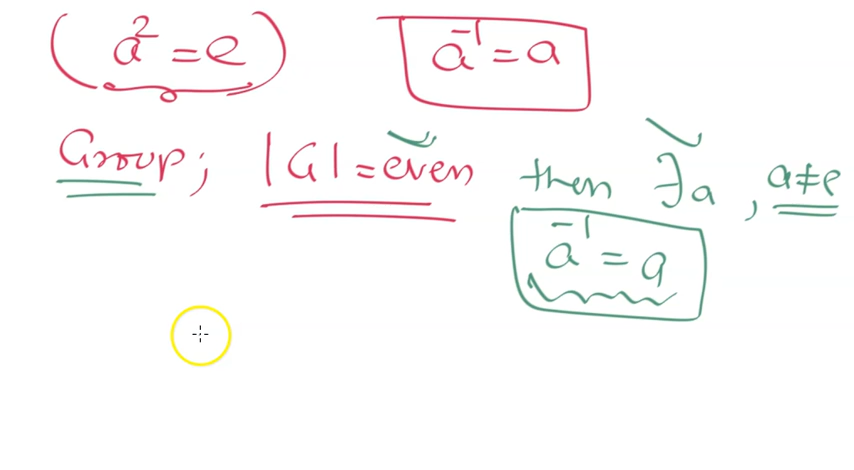 (a² = e) a⁻¹ = a
Group; |G| = even then ∃a, a≠e
a⁻¹ = a